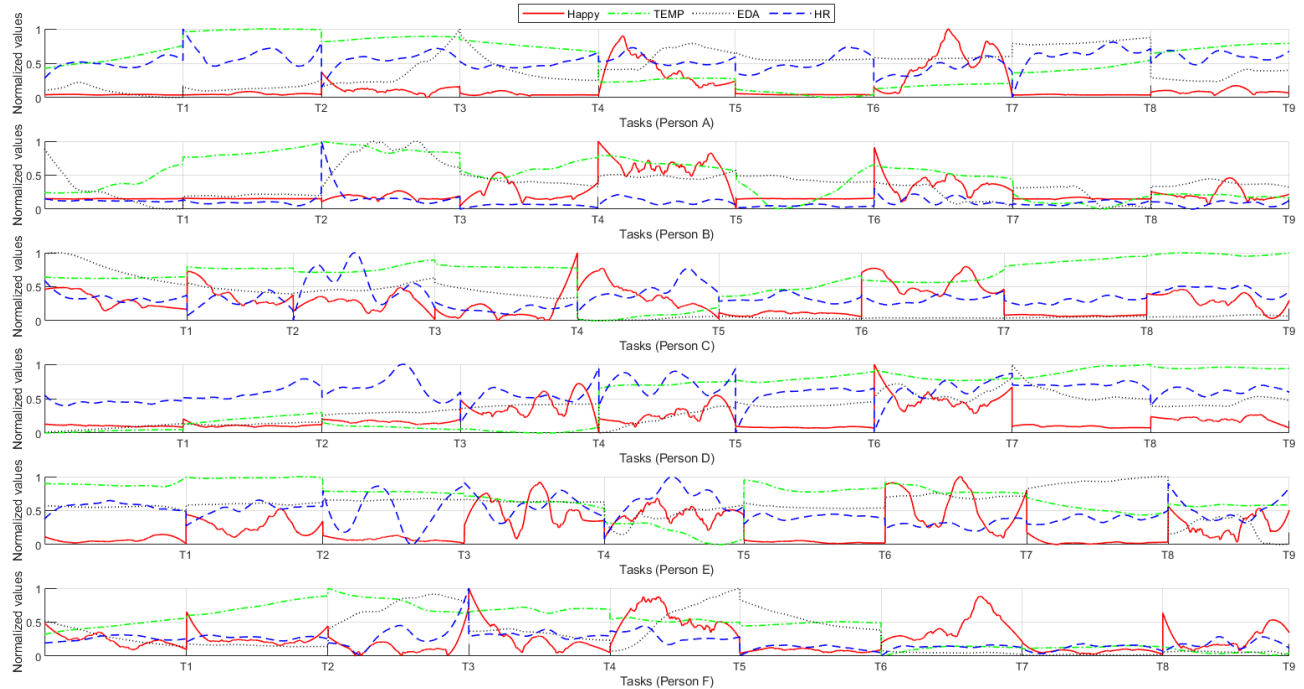 Happy TEMP EDA HR
Normalized values
1
0.5
0
T1 T2 T3 T4 T5 T6 T7 T8 T9
Tasks (Person A)
Normalized values
1
0.5
0
T1 T2 T3 T4 T5 T6 T7 T8 T9
Tasks (Person B)
Normalized values
1
0.5
0
T1 T2 T3 T4 T5 T6 T7 T8 T9
Tasks (Person C)
Normalized values
1
0.5
0
T1 T2 T3 T4 T5 T6 T7 T8 T9
Tasks (Person D)
Normalized values
1
0.5
0
T1 T2 T3 T4 T5 T6 T7 T8 T9
Tasks (Person E)
Normalized values
1
0.5
0
T1 T2 T3 T4 T5 T6 T7 T8 T9
Tasks (Person F)